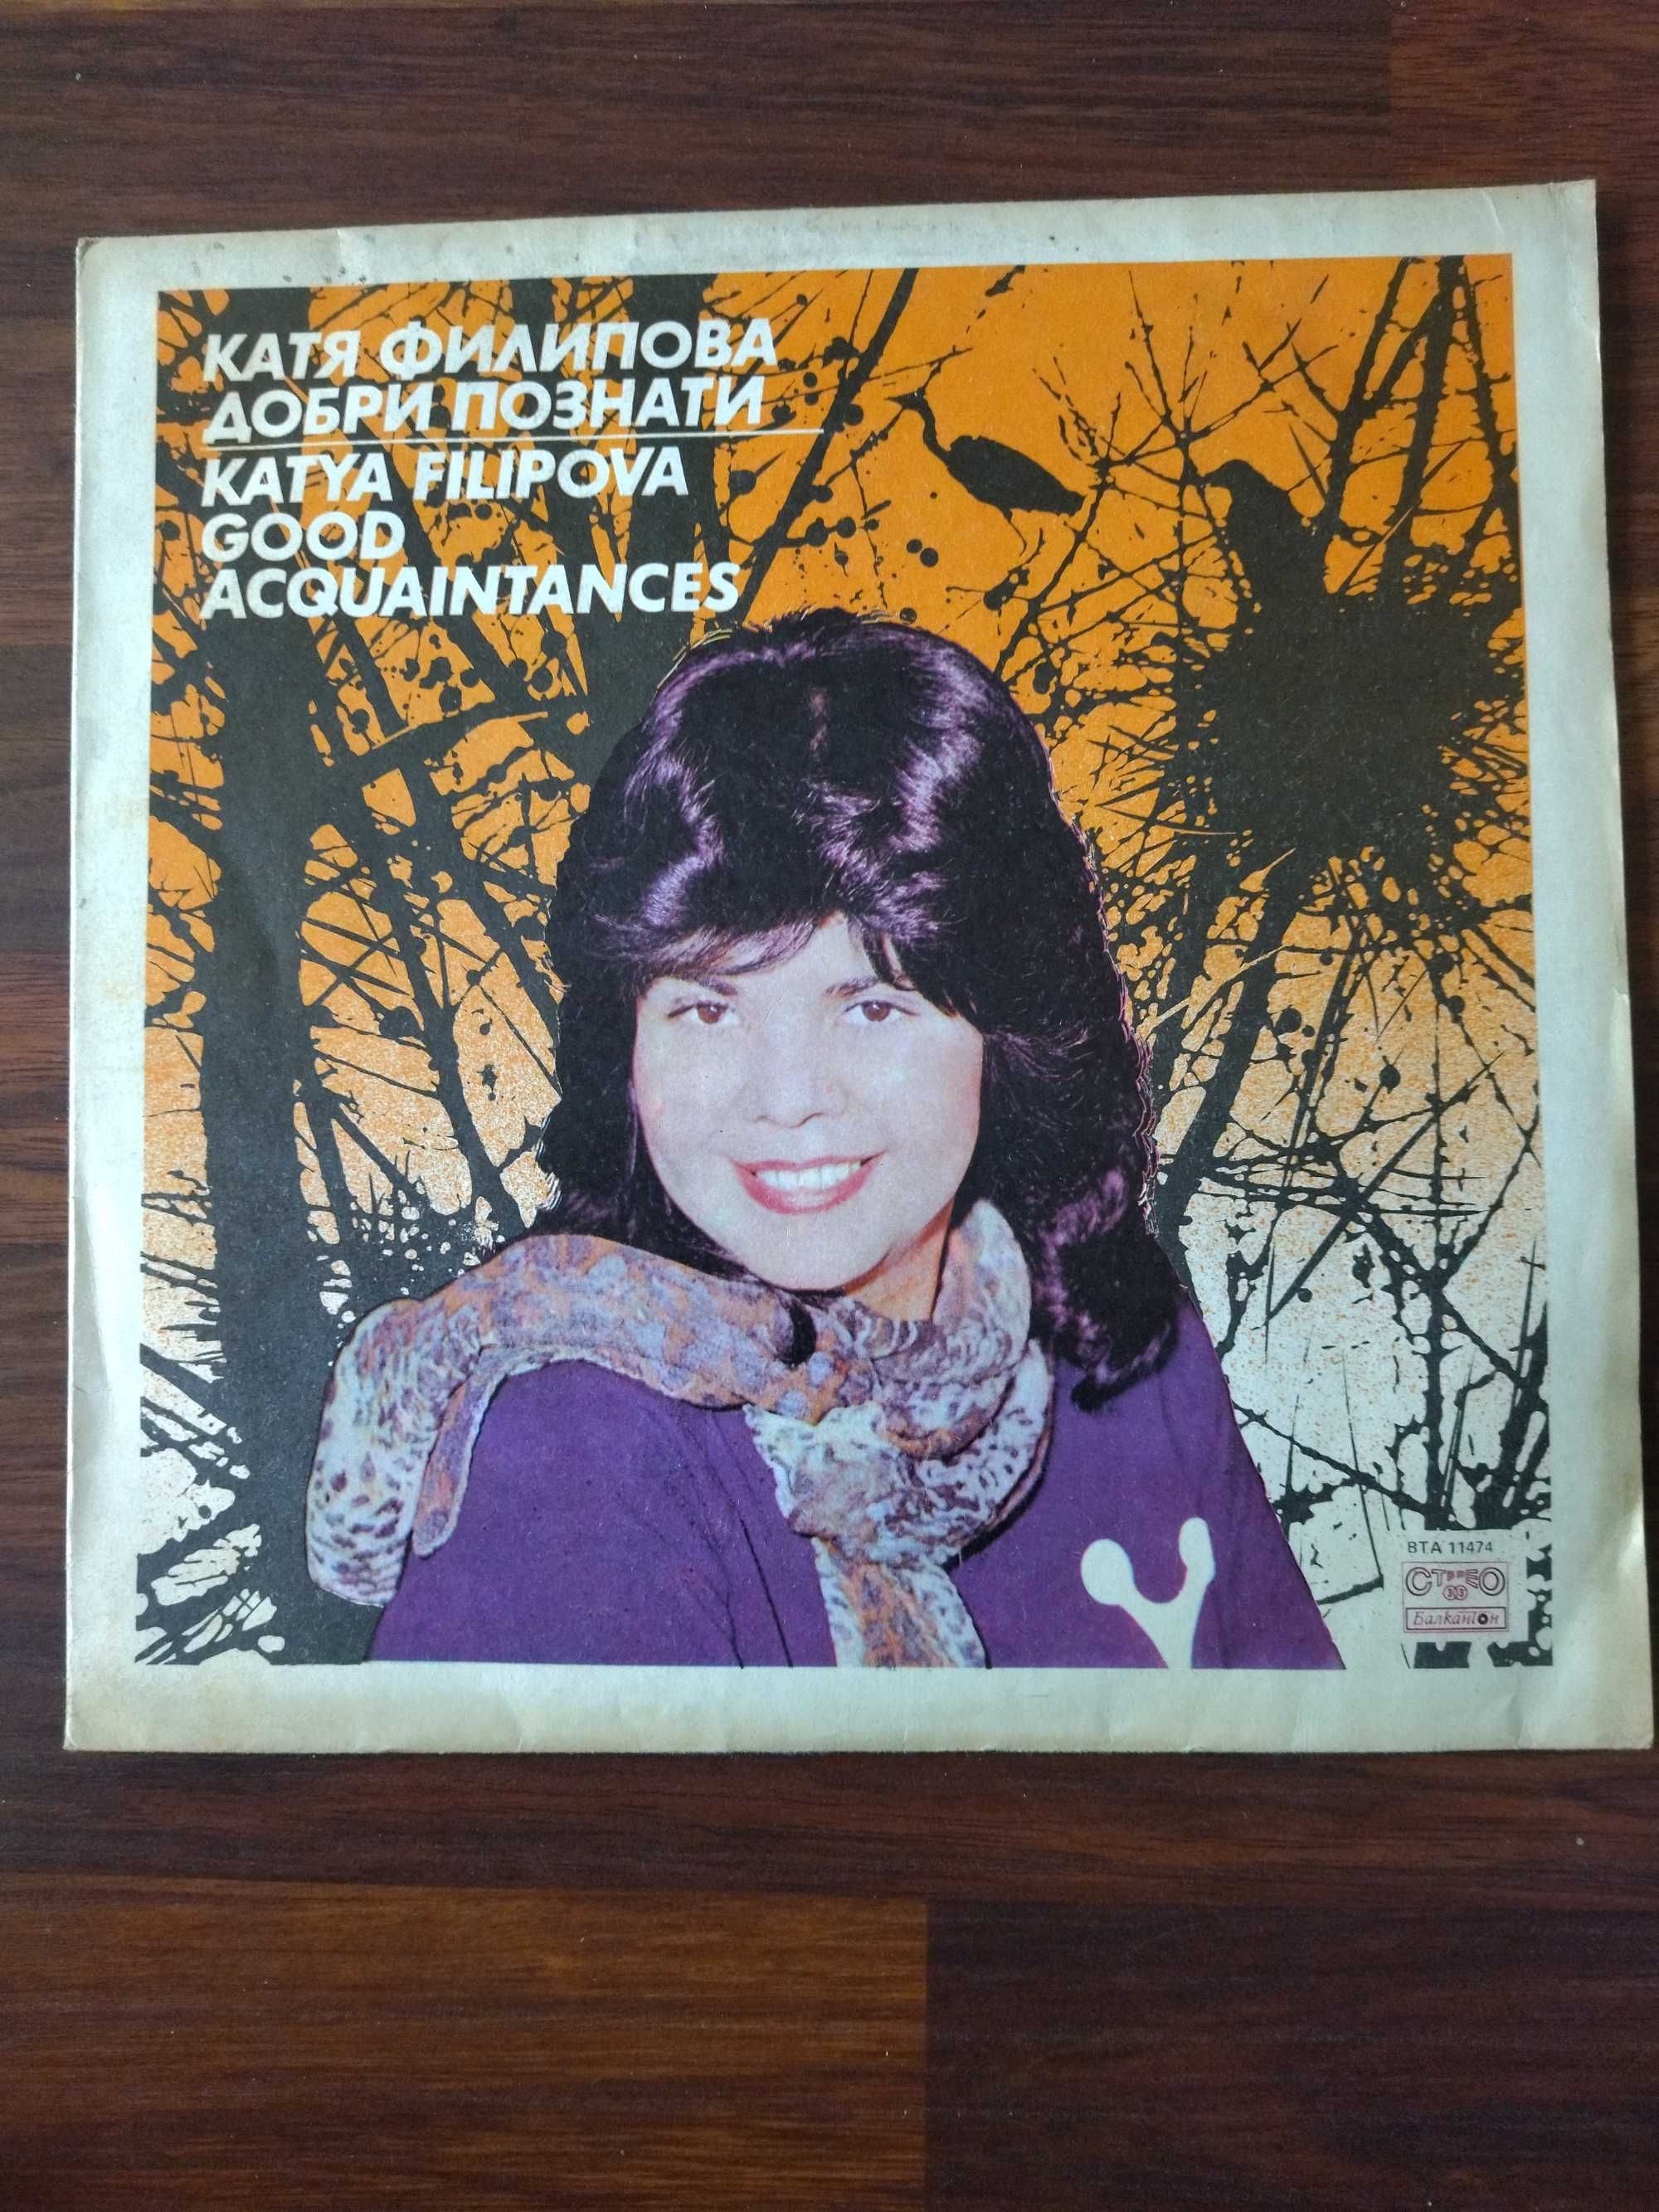 КАТЯ ФИЛИПОВА
ДОБРИ ПОЗНАТИ
KATYA FILIPOVA
GOOD
ACQUAINTANCES
ВТА 11474
СТЕРЕО
33
Балкантон